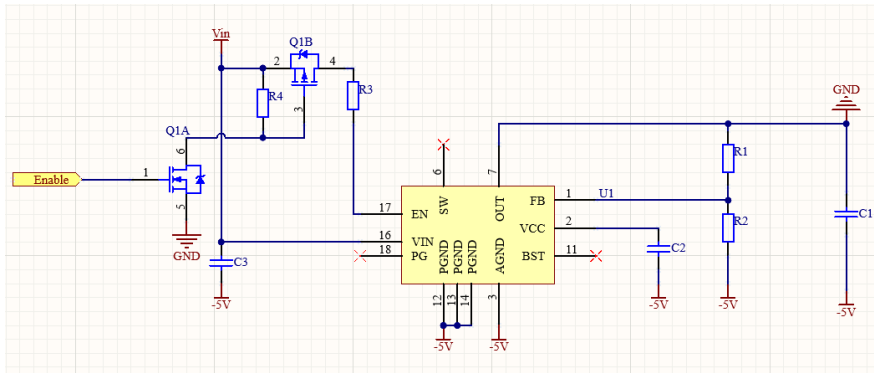 Vin
Q1B
2
4
3
R4
R3
Q1A
6
Enable
1
5
GND
C3
-5V
17
EN
16
VIN
18
PG
6
SW
7
OUT
FB
1
U1
VCC
2
BST
11
PGND
PGND
PGND
AGND
12
13
14
3
-5V
-5V
C2
-5V
R1
R2
-5V
GND
C1
-5V